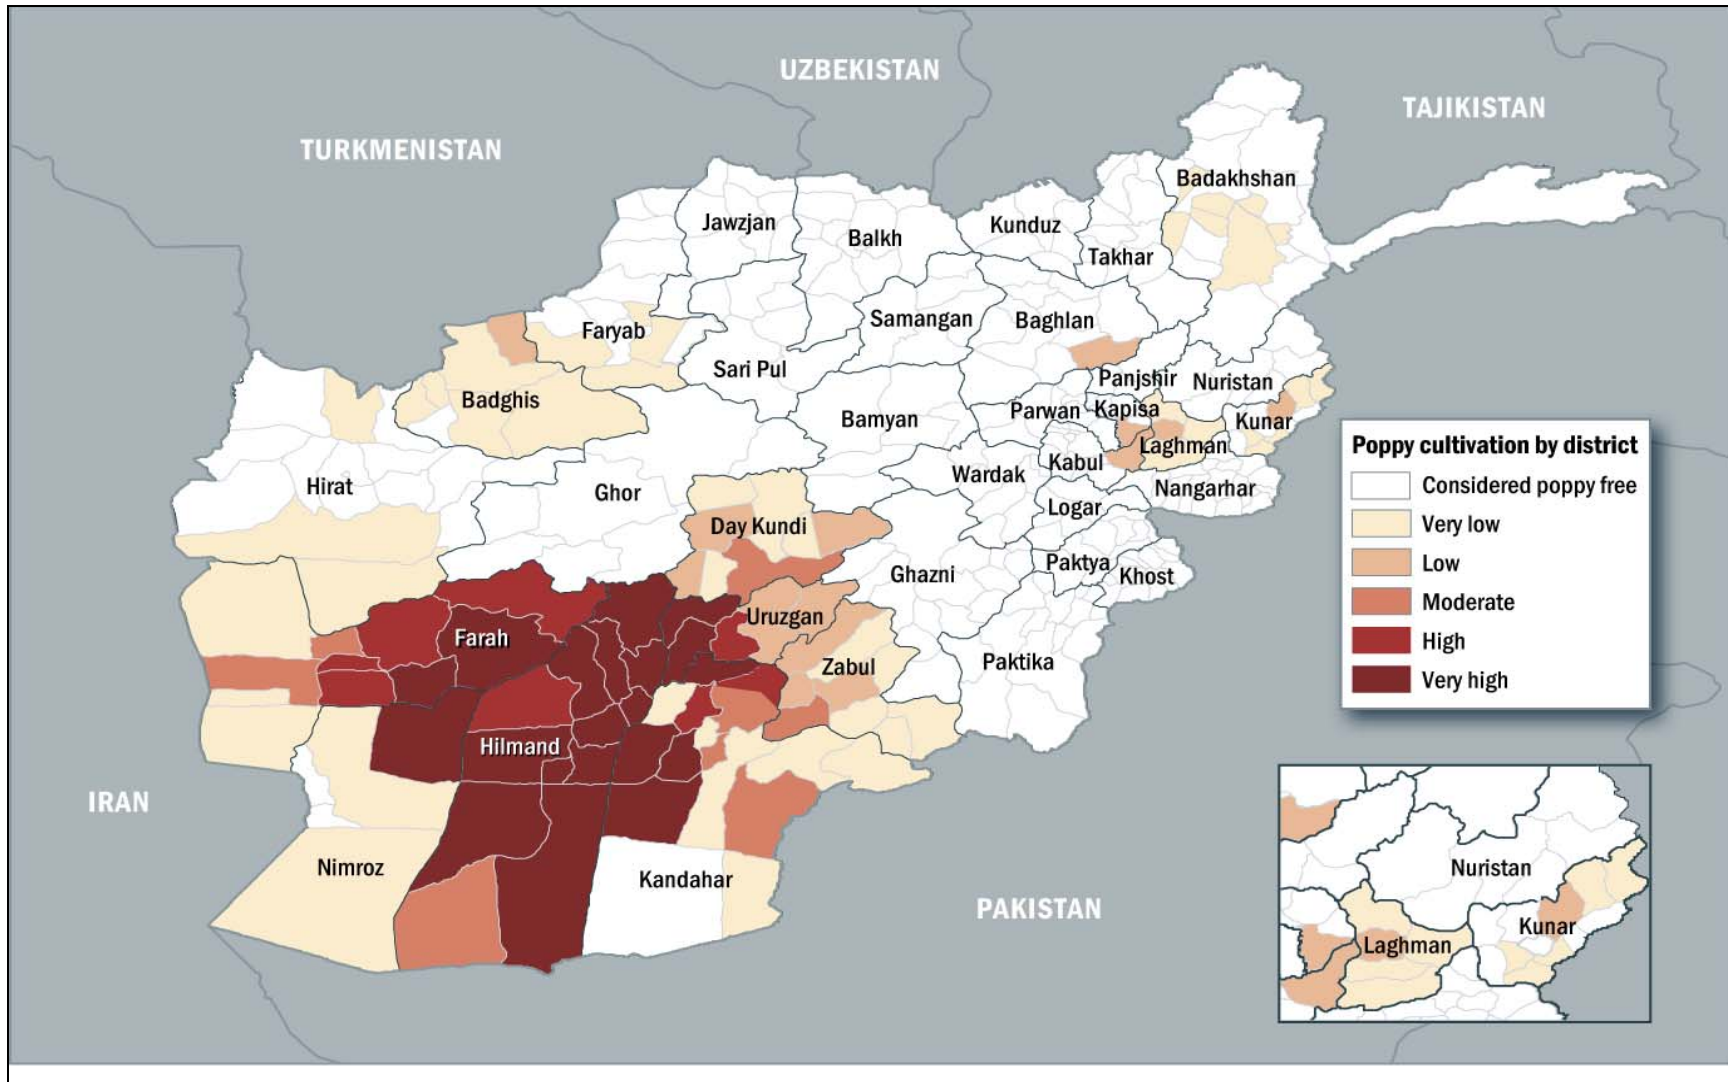 UZBEKISTAN
TAJIKISTAN
TURKMENISTAN
Badakhshan
Jawzjan
Kunduz
Balkh
Takhar
Samangan
Baghlan
Faryab
Sari Pul
Panjshir
Nuristan
Badghis
Parwan
Kapisa
Bamyan
Kunar
Laghman
Kabul
Wardak
Hirat
Ghor
Nangarhar
Logar
Day Kundi
Paktya
Khost
Ghazni
Uruzgan
Farah
Zabul
Paktika
Hilmand
IRAN
Nimroz
Kandahar
PAKISTAN
Poppy cultivation by district
Considered poppy free
Very low
Low
Moderate
High
Very high
Nuristan
Kunar
Laghman